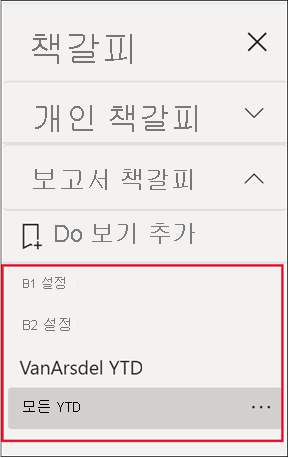 책갈피
개인 책갈피
보고서 책갈피
Do 보기 추가
B1 설정
B2 설정
VanArsdel YTD
모든 YTD